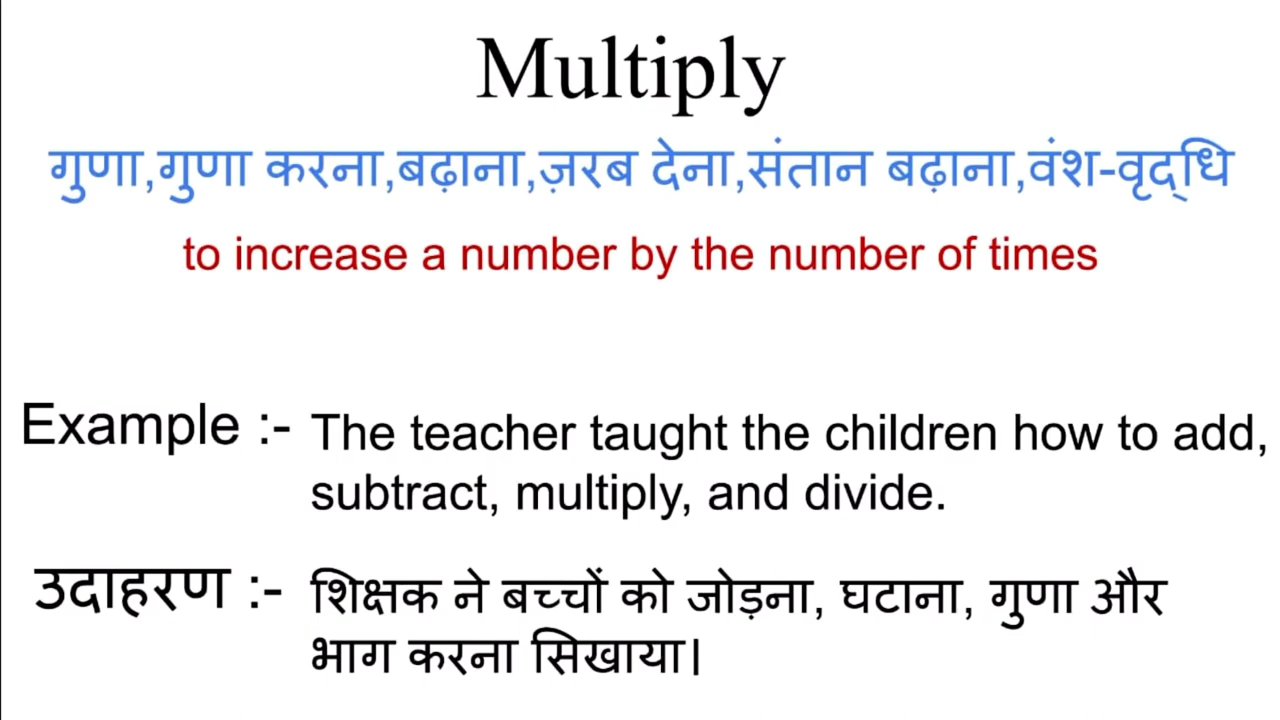 Multiply
गुणा,गुणा करना,बढ़ाना,ज़रब देना,संतान बढ़ाना,वंश-वृद्‌धि
to increase a number by the number of times
Example :- The teacher taught the children how to add,
subtract, multiply, and divide.
उदाहरण :- शिक्षक ने बच्चों को जोड़ना, घटाना, गुणा और
भाग करना सिखाया।